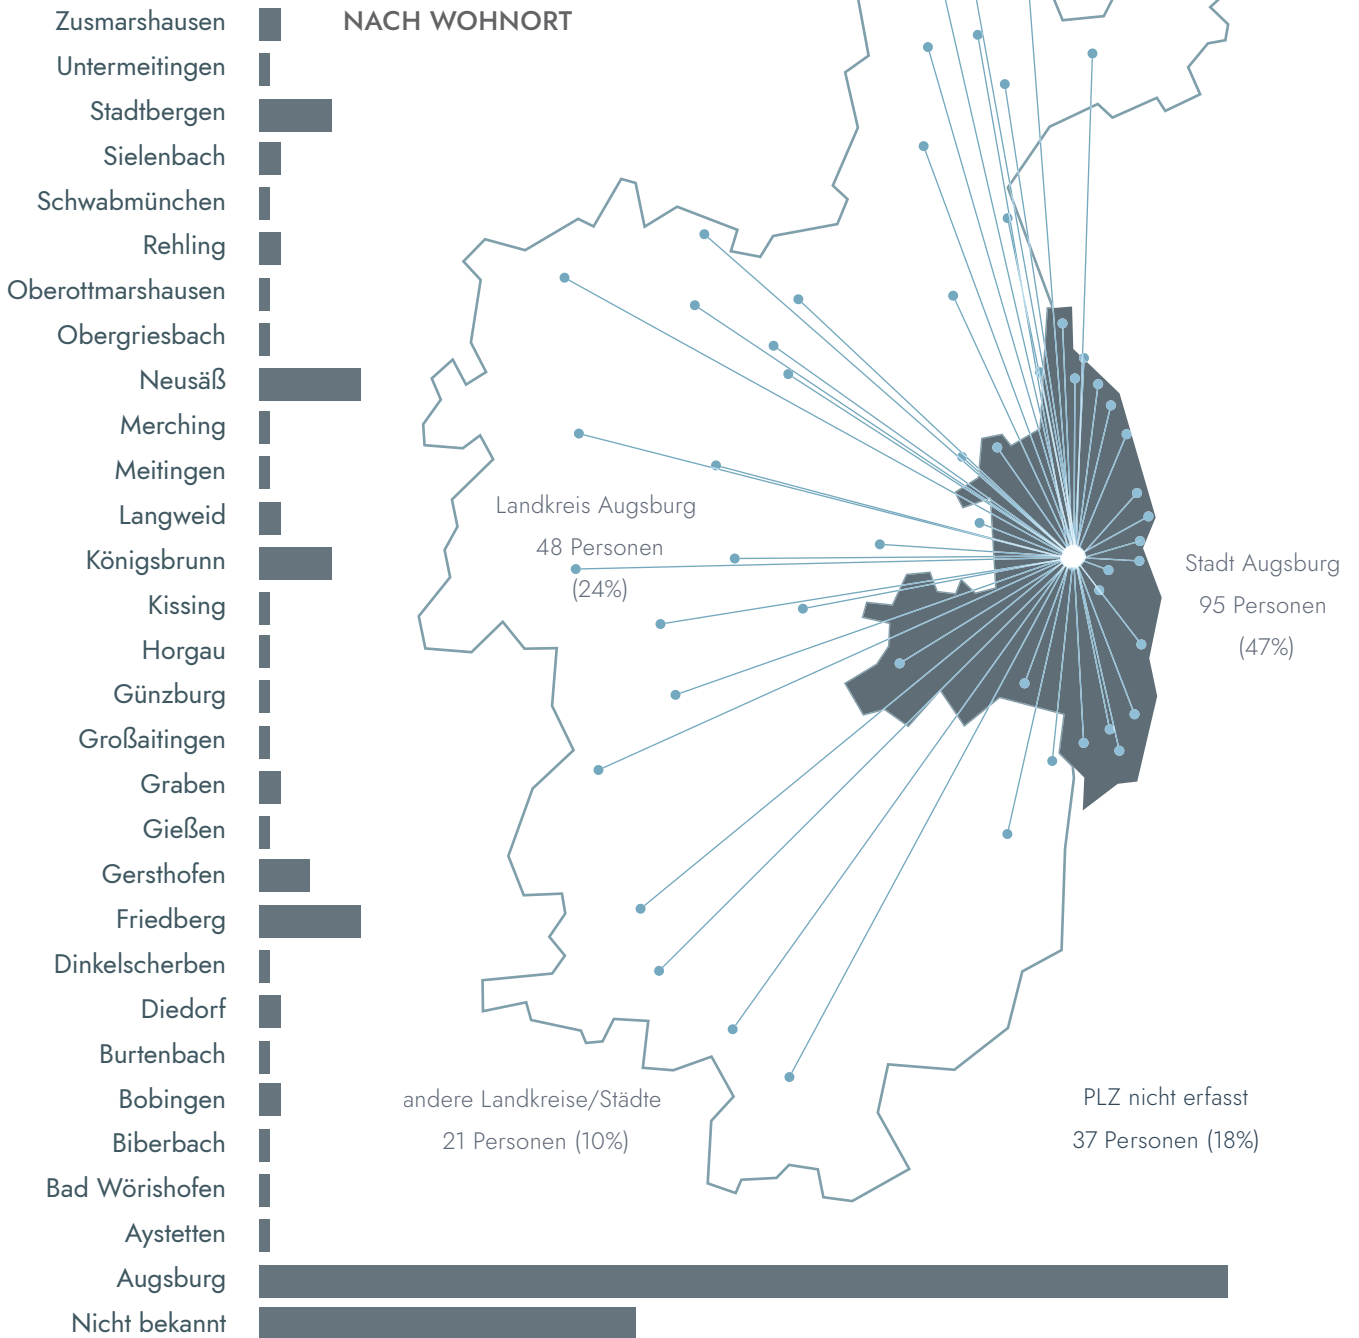 NACH WOHNORT
Zusmarshausen
Untermeitingen
Stadtbergen
Sielenbach
Schwabmünchen
Rehling
Oberottmarshausen
Obergriesbach
Neusäß
Merching
Meitingen
Langweid
Königsbrunn
Kissing
Horgau
Günzburg
Großaitingen
Graben
Gießen
Gersthofen
Friedberg
Dinkelscherben
Diedorf
Burtenbach
Bobingen
Biberbach
Bad Wörishofen
Aystetten
Augsburg
Nicht bekannt
Landkreis Augsburg
48 Personen
(24%)
Stadt Augsburg
95 Personen
(47%)
andere Landkreise/Städte
21 Personen (10%)
PLZ nicht erfasst
37 Personen (18%)